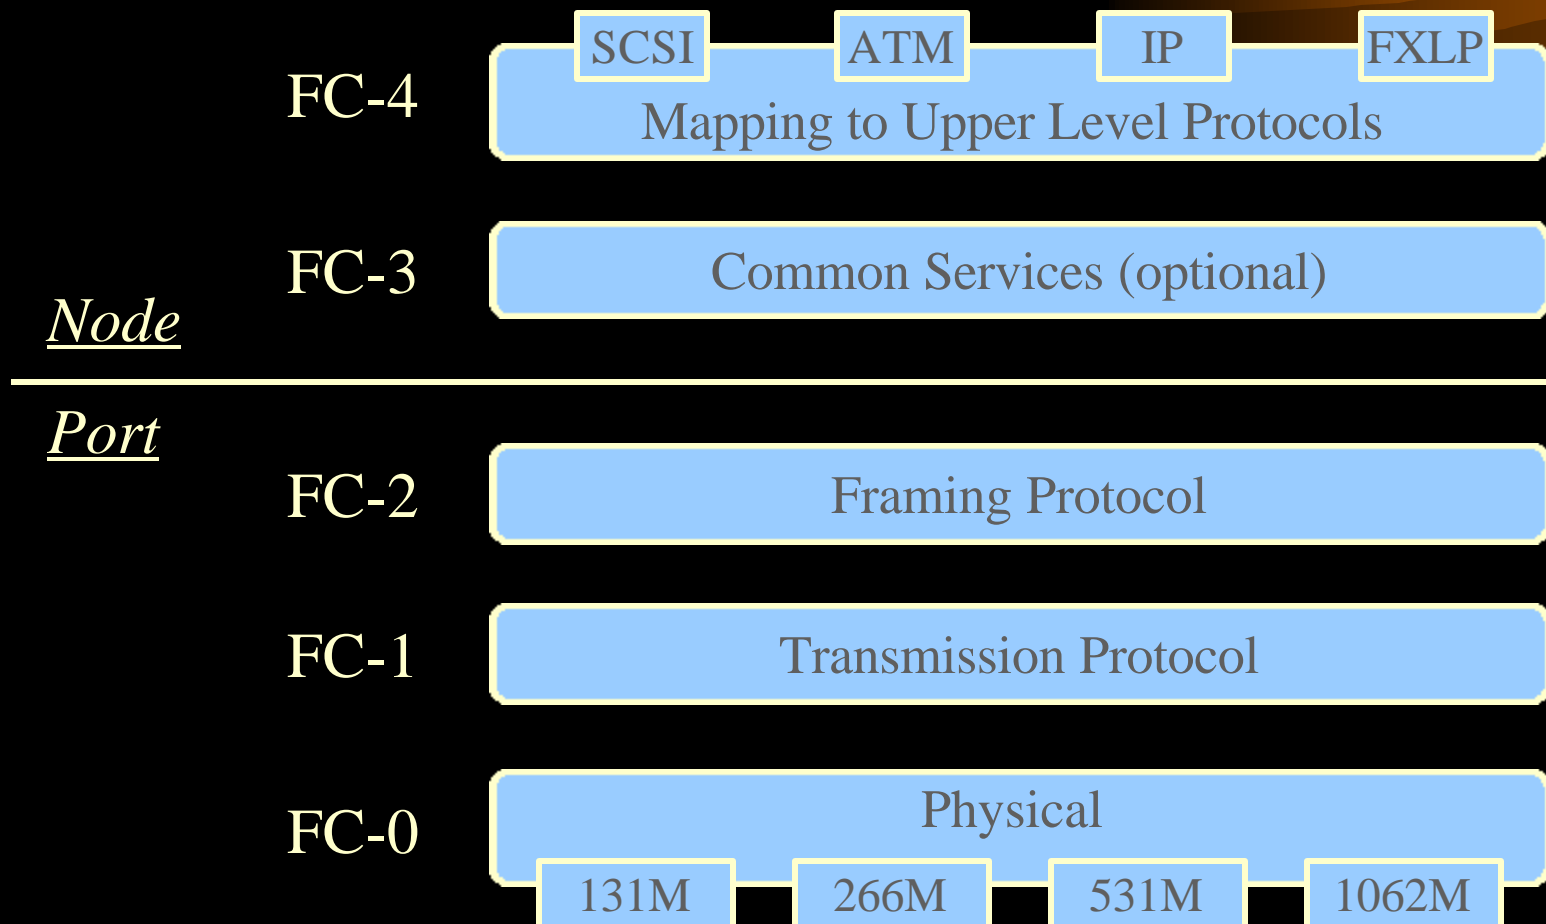 SCSI ATM IP FXLP
FC-4 Mapping to Upper Level Protocols
FC-3 Common Services (optional)
Node
Port
FC-2 Framing Protocol
FC-1 Transmission Protocol
FC-0 Physical
131M 266M 531M 1062M